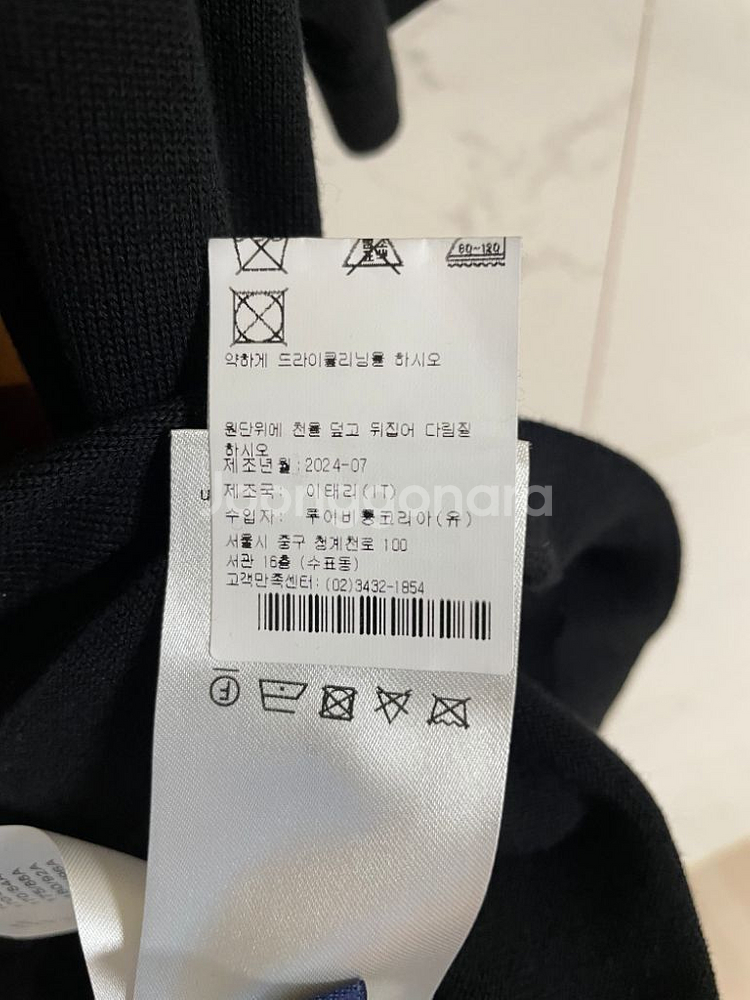 80~120
약하게 드라이클리닝을 하시오
원단위에 천을 덮고 뒤집어 다림질
하시오
제조년월:2024-07
제조국: 이태리(IT)
Joongonara
수입자: 루이비통코리아(유)
서울시 중구 청계천로 100
서관 16층 (수표동)
고객만족센터:(02)3432-1854
F